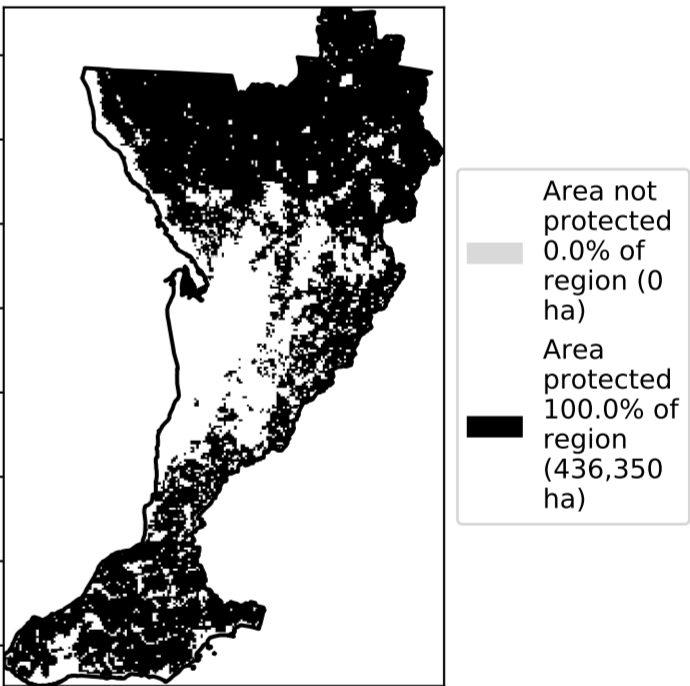 Area not
protected
0.0% of
region (0
ha)
Area
protected
100.0% of
region
(436,350
ha)